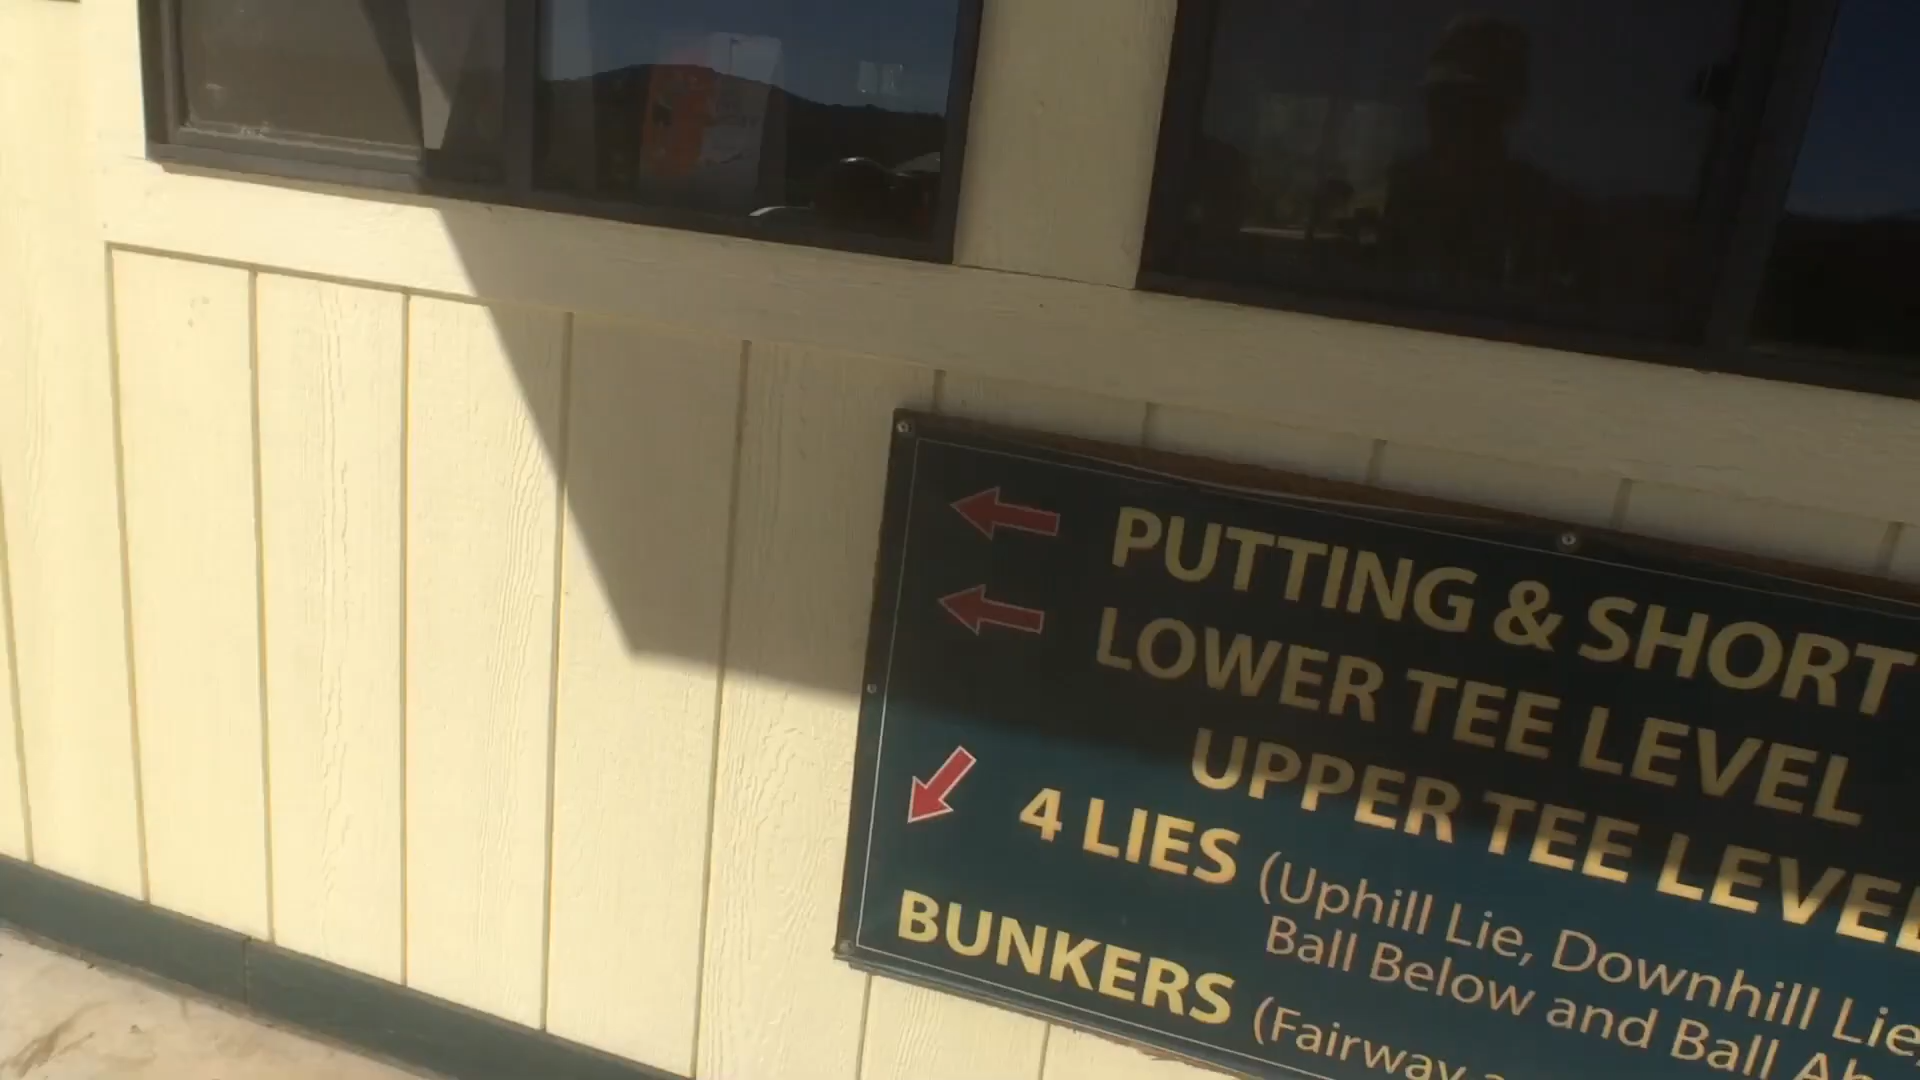 PUTTING & SHORT
LOWER TEE LEVEL
UPPER TEE LEVEL
4 LIES (Uphill Lie, Downhill Lie,
Ball Below and Ball
BUNKERS (Fairway